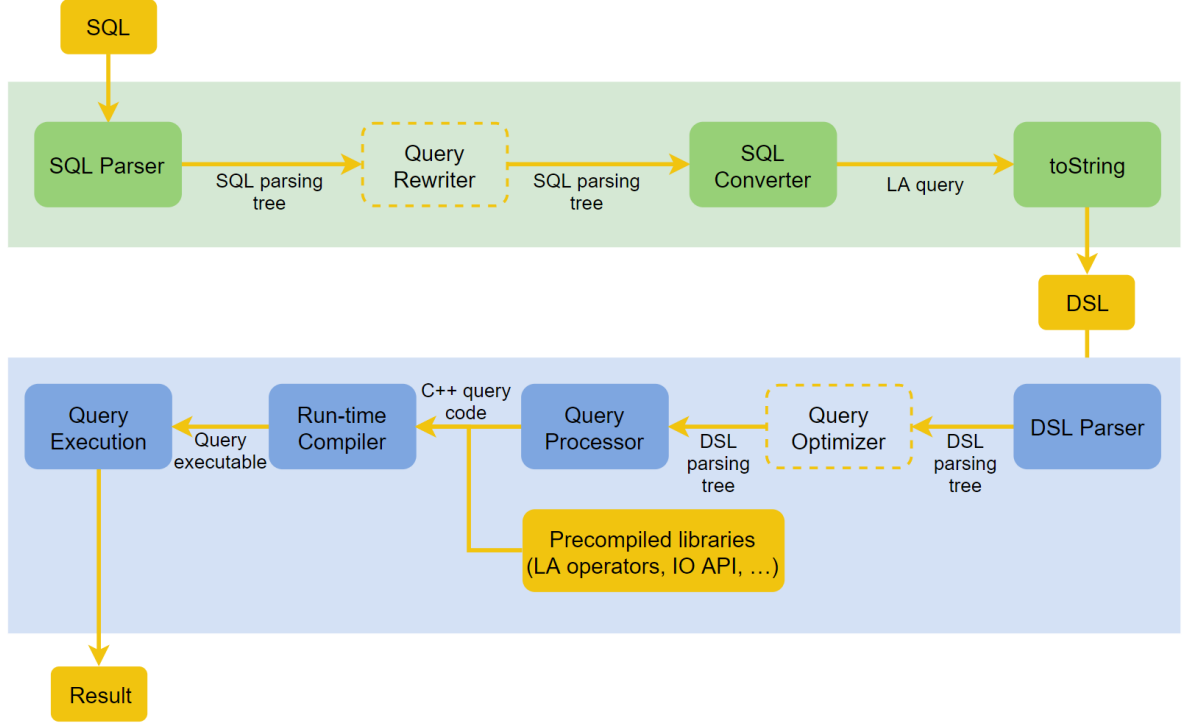 SQL
SQL Parser
SQL parsing
tree
Query
Rewriter
SQL parsing
tree
SQL
Converter
LA query
toString
DSL
DSL Parser
DSL
parsing
tree
Query
Optimizer
DSL
parsing
tree
Query
Processor
C++ query
code
Precompiled libraries
(LA operators, IO API, …)
Run-time
Compiler
Query
executable
Query
Execution
Result